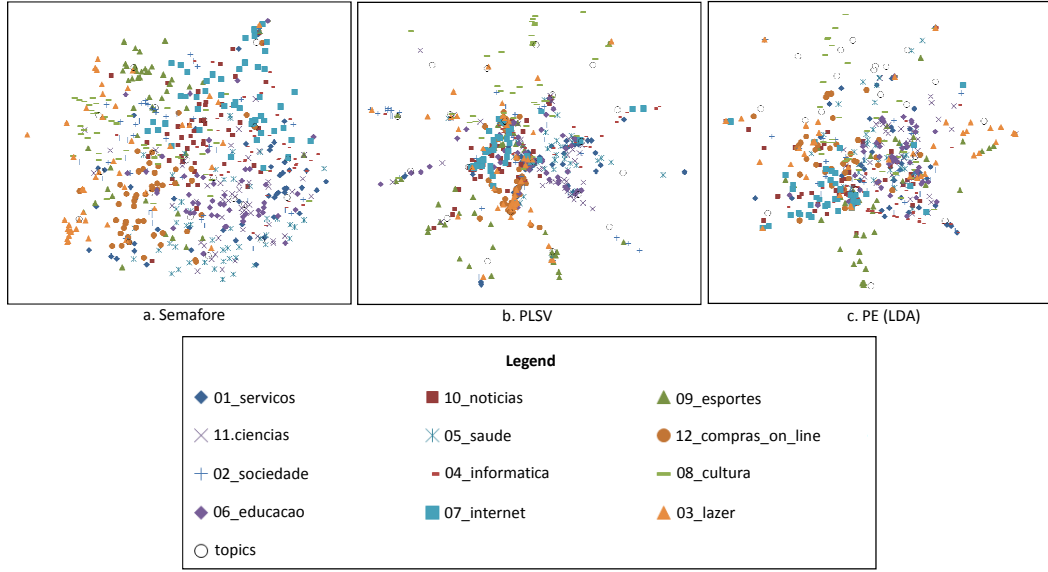 a. Semafore
b. PLSV
c. PE (LDA)
Legend
01_servicos
10_noticias
09_esportes
11.ciencias
05_saude
12_compras_on_line
02_sociedade
04_informatica
08_cultura
06_educacao
07_internet
03_lazer
topics